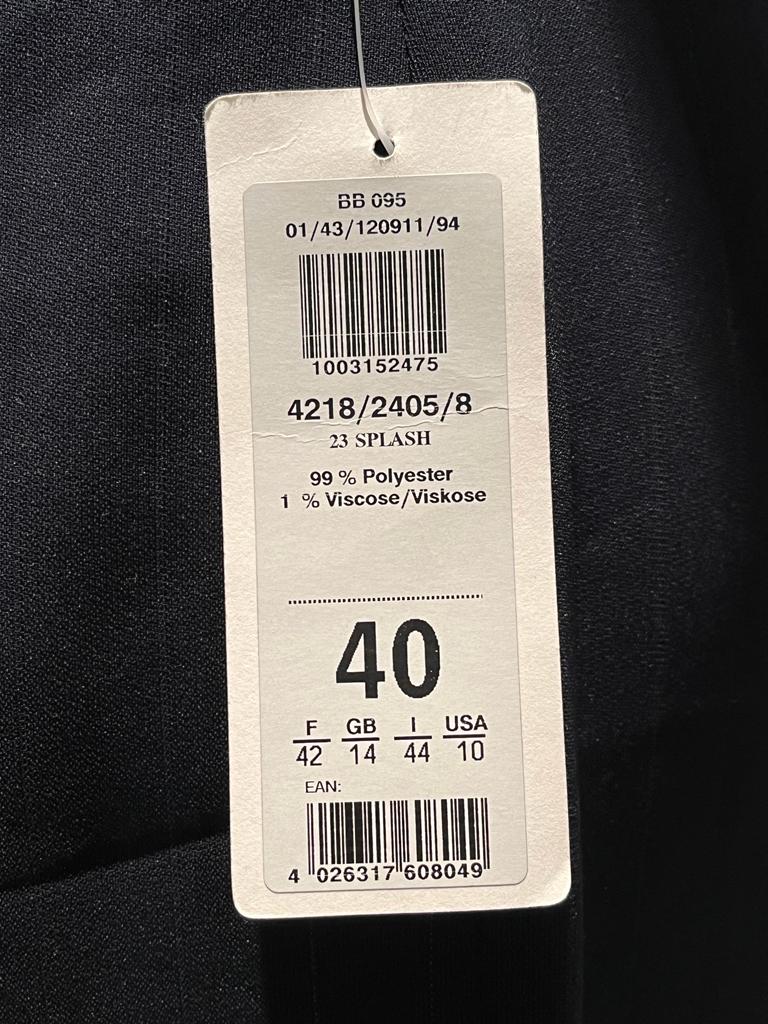 BB 095
01/43/120911/94
1003152475
4218/2405/8
23 SPLASH
99 % Polyester
1 % Viscose/Viskose
40
F GB I USA
42 14 44 10
EAN:
4 026317 608049